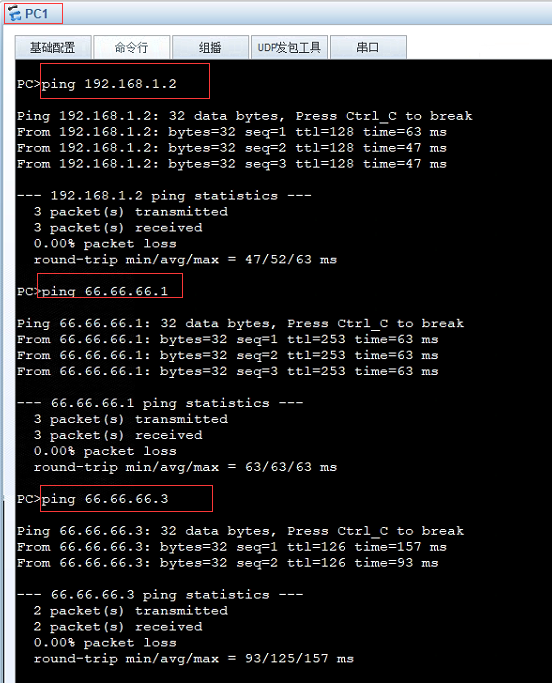 PC1
基础配置 命令行 组播 UDP发包工具 串口
PC>ping 192.168.1.2
Ping 192.168.1.2: 32 data bytes, Press Ctrl_C to break
From 192.168.1.2: bytes=32 seq=1 ttl=128 time=63 ms
From 192.168.1.2: bytes=32 seq=2 ttl=128 time=47 ms
From 192.168.1.2: bytes=32 seq=3 ttl=128 time=47 ms
--- 192.168.1.2 ping statistics ---
3 packet(s) transmitted
3 packet(s) received
0.00% packet loss
round-trip min/avg/max = 47/52/63 ms
PC>ping 66.66.66.1
Ping 66.66.66.1: 32 data bytes, Press Ctrl_C to break
From 66.66.66.1: bytes=32 seq=1 ttl=253 time=63 ms
From 66.66.66.1: bytes=32 seq=2 ttl=253 time=63 ms
From 66.66.66.1: bytes=32 seq=3 ttl=253 time=63 ms
--- 66.66.66.1 ping statistics ---
3 packet(s) transmitted
3 packet(s) received
0.00% packet loss
round-trip min/avg/max = 63/63/63 ms
PC>ping 66.66.66.3
Ping 66.66.66.3: 32 data bytes, Press Ctrl_C to break
From 66.66.66.3: bytes=32 seq=1 ttl=126 time=157 ms
From 66.66.66.3: bytes=32 seq=2 ttl=126 time=93 ms
--- 66.66.66.3 ping statistics ---
2 packet(s) transmitted
2 packet(s) received
0.00% packet loss
round-trip min/avg/max = 93/125/157 ms